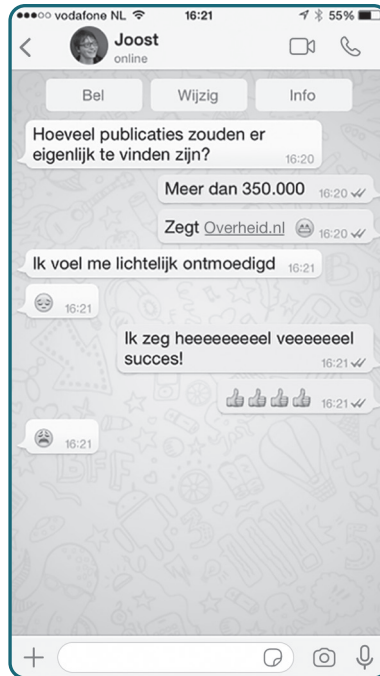 vodafone NL 16:21 55%
Joost
online
Bel Wijzig Info
Hoeveel publicaties zouden er
eigenlijk te vinden zijn?
16:20
Meer dan 350.000 16:20
Zegt Overheid.nl 😁 16:20
Ik voel me lichtelijk ontmoedigd 16:21
😔 16:21
Ik zeg heeeeeeeeel veeeeeeel
succes!
16:21
👍👍👍👍 16:21
😩 16:21
BFF